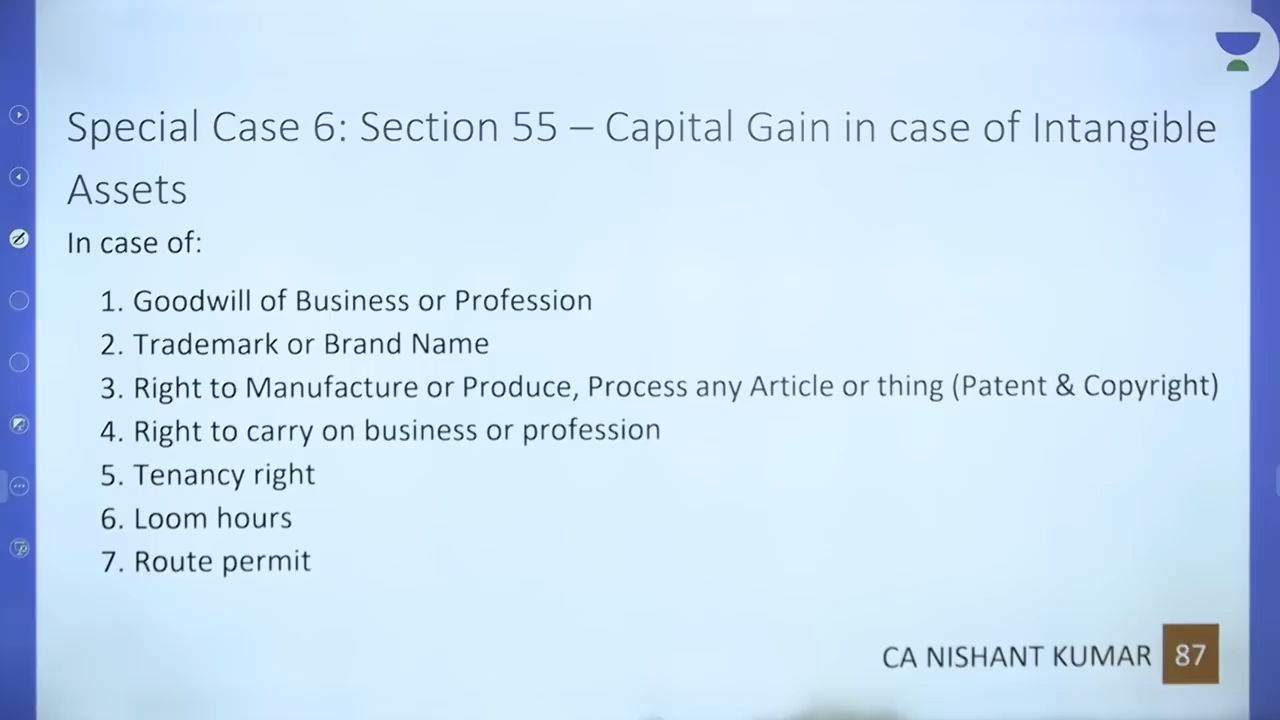 Special Case 6: Section 55 – Capital Gain in case of Intangible
Assets
In case of:
1. Goodwill of Business or Profession
2. Trademark or Brand Name
3. Right to Manufacture or Produce, Process any Article or thing (Patent & Copyright)
4. Right to carry on business or profession
5. Tenancy right
6. Loom hours
7. Route permit
CA NISHANT KUMAR 87